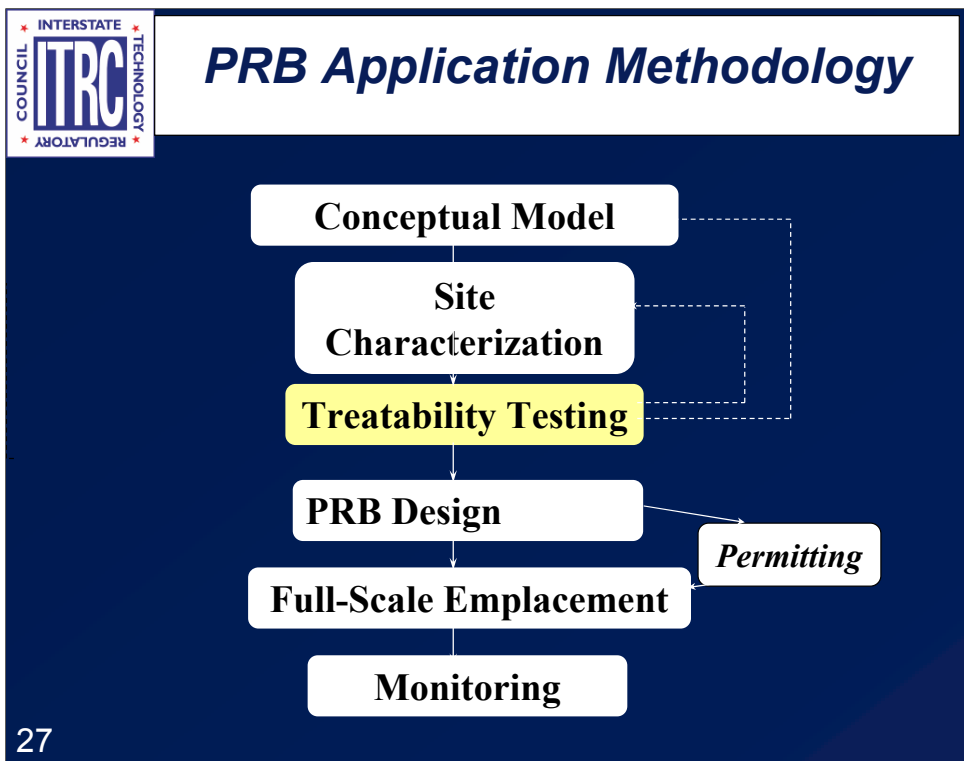 INTERSTATE
TECHNOLOGY
REGULATORY
COUNCIL
ITRC
PRB Application Methodology
Conceptual Model
Site
Characterization
Treatability Testing
PRB Design
Permitting
Full-Scale Emplacement
Monitoring
27